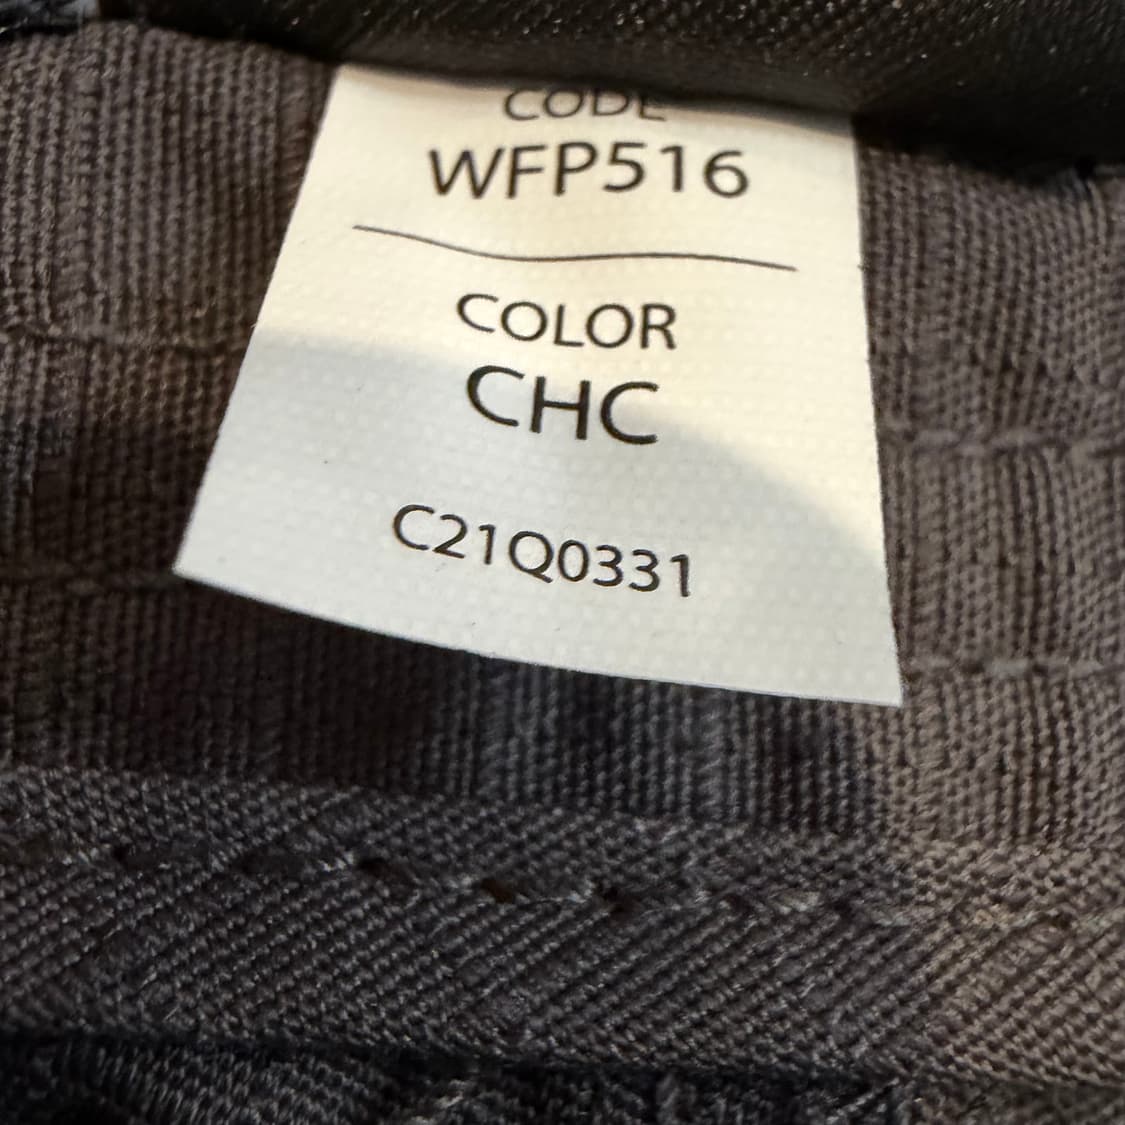 CODE
WFP516
COLOR
CHC
C21Q0331